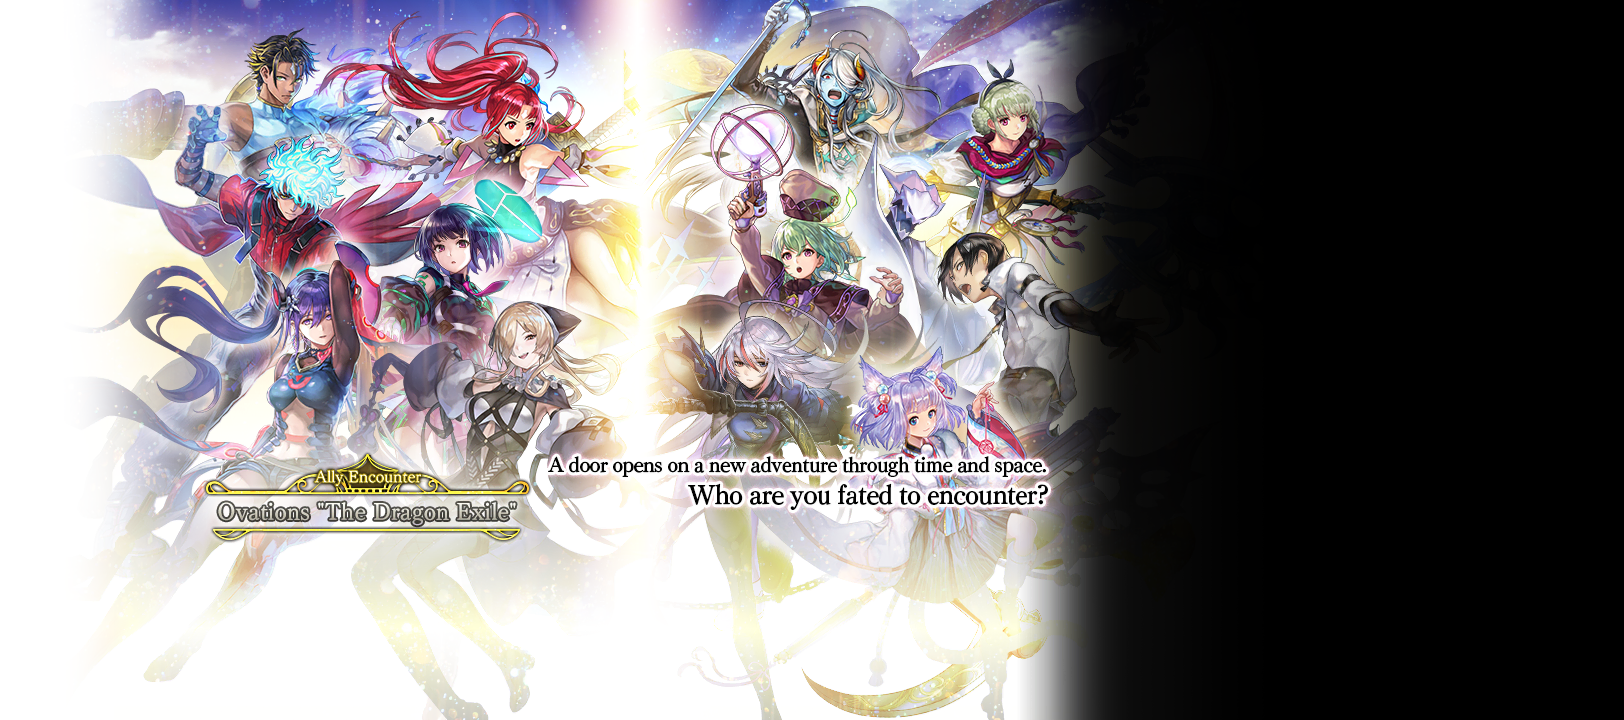 Ally Encounter
Ovations "The Dragon Exile"
A door opens on a new adventure through time and space.
Who are you fated to encounter?